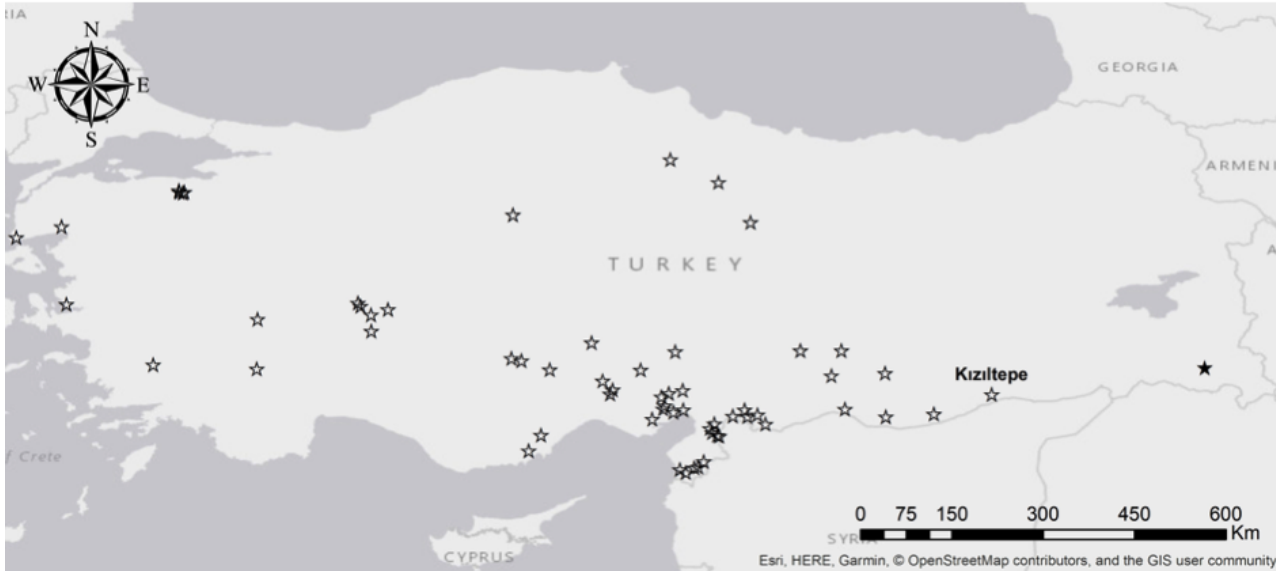 RIA
N
W E
S
GEORGIA
ARMENI
A
TURKEY
Kızıltepe
f Crete
CYPRUS
SYRIA
0 75 150 300 450 600
Km
Esri, HERE, Garmin, © OpenStreetMap contributors, and the GIS user community